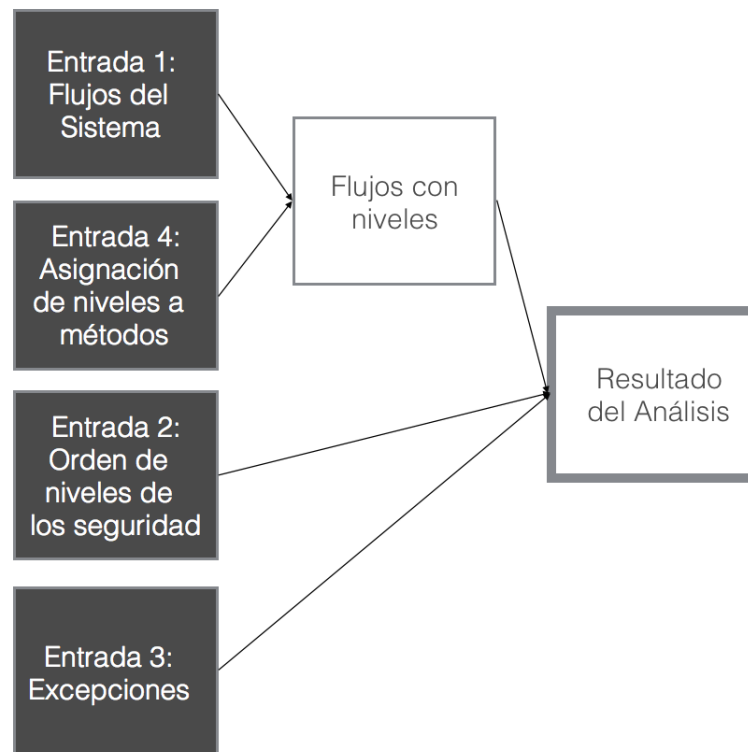 Entrada 1:
Flujos del
Sistema
Flujos con
niveles
Entrada 4:
Asignación
de niveles a
métodos
Resultado
del Análisis
Entrada 2:
Orden de
niveles de
los seguridad
Entrada 3:
Excepciones